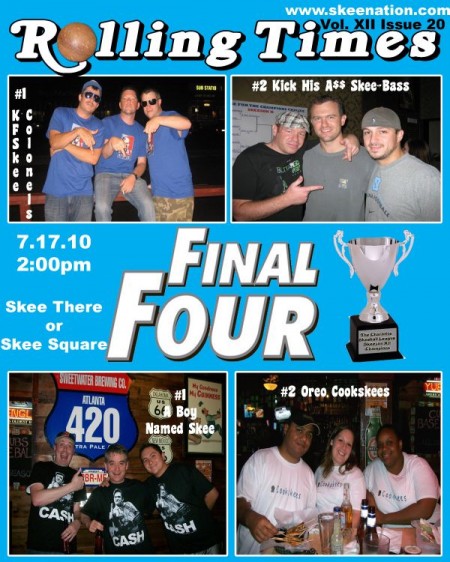 www.skeenation.com
Vol. XII Issue 20
Rolling Times
#1 KFSkee Colonels
#2 Kick His A$$ Skee-Bass
7.17.10
2:00pm
FINAL
FOUR
Skee There
or
Skee Square
#1
Boy
Named Skee
SWEETWATER BREWING CO.
ATLANTA
420
CASH
CASH
#2 Oreo Cookskees